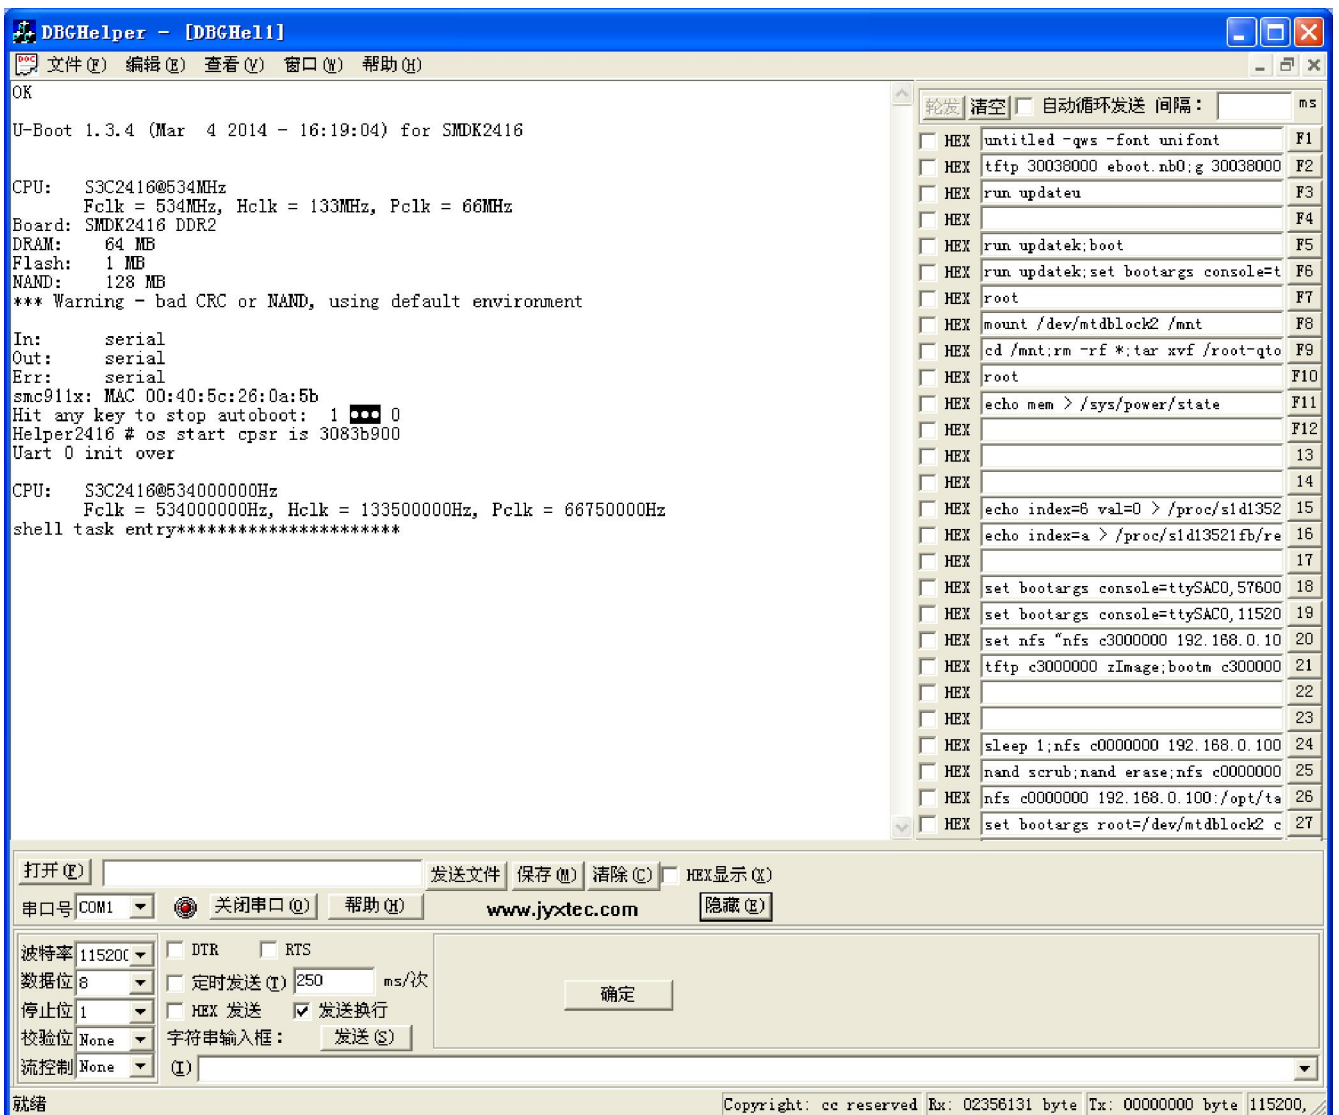 DBGHelper - [DBGHel1]
文件(F) 编辑(E) 查看(V) 窗口(W) 帮助(H)
OK
U-Boot 1.3.4 (Mar  4 2014 - 16:19:04) for SMDK2416
CPU:   S3C2416@534MHz
Fclk = 534MHz, Hclk = 133MHz, Pclk = 66MHz
Board: SMDK2416 DDR2
DRAM:    64 MB
Flash:   1 MB
NAND:    128 MB
*** Warning - bad CRC or NAND, using default environment
In:      serial
Out:     serial
Err:     serial
smc911x: MAC 00:40:5c:26:0a:5b
Hit any key to stop autoboot:  1 ••• 0
Helper2416 # os start cpsr is 3083b900
Uart 0 init over
CPU:   S3C2416@534000000Hz
Fclk = 534000000Hz, Hclk = 133500000Hz, Pclk = 66750000Hz
shell task entry***********************
轮发 清空 自动循环发送 间隔: ms
HEX untitled -qws -font unifont F1
HEX tftp 30038000 eboot.nb0;g 30038000 F2
HEX run updateu F3
HEX F4
HEX run updatek;boot F5
HEX run updatek;set bootargs console=t F6
HEX root F7
HEX mount /dev/mtdblock2 /mnt F8
HEX cd /mnt;rm -rf *;tar xvf /root-qto F9
HEX root F10
HEX echo mem > /sys/power/state F11
HEX F12
HEX 13
HEX 14
HEX echo index=6 val=0 > /proc/s1d1352 15
HEX echo index=a > /proc/s1d13521fb/re 16
HEX 17
HEX set bootargs console=ttySAC0,57600 18
HEX set bootargs console=ttySAC0,11520 19
HEX set nfs "nfs c3000000 192.168.0.10 20
HEX tftp c3000000 zImage;bootm c300000 21
HEX 22
HEX 23
HEX sleep 1;nfs c0000000 192.168.0.100 24
HEX nand scrub;nand erase;nfs c0000000 25
HEX nfs c0000000 192.168.0.100:/opt/ta 26
HEX set bootargs root=/dev/mtdblock2 c 27
打开(F) 发送文件 保存(M) 清除(C) HEX显示(X)
串口号 COM1 关闭串口(O) 帮助(H) www.jyxtec.com 隐藏(E)
波特率 115200 DTR RTS
数据位 8 定时发送(T) 250 ms/次
停止位 1 HEX 发送 发送换行
确定
校验位 None 字符串输入框: 发送(S)
流控制 None (I)
就绪 Copyright: cc reserved Rx: 02356131 byte Tx: 00000000 byte 115200,